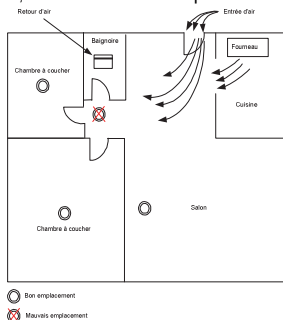 Retour d'air
Entrée d'air
Baignoire
Fourneau
Chambre à coucher
Cuisine
Salon
Chambre à coucher
Bon emplacement
Mauvais emplacement